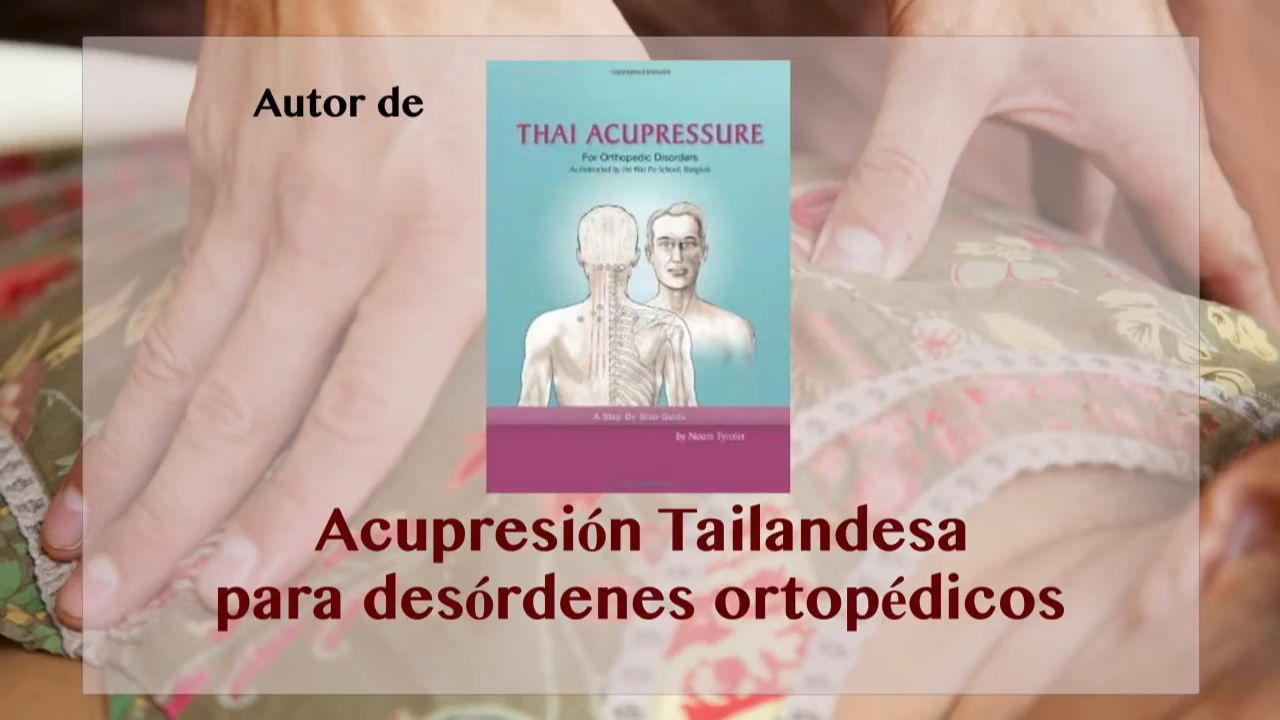 Autor de
THAI ACUPRESSURE
For Orthopedic Disorders
As Instructed by the Wat Po School, Bangkok
A Step By Step Guide
by Noam Tyroler
Acupresión Tailandesa
para desórdenes ortopédicos